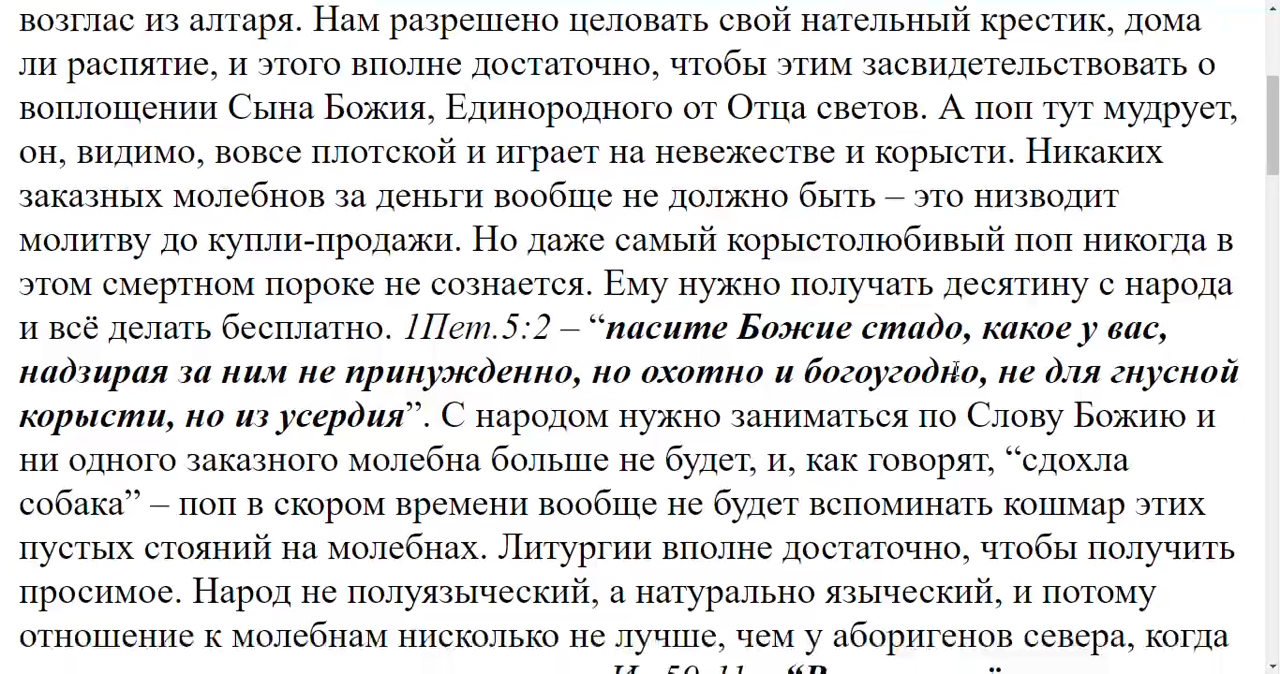 возглас из алтаря. Нам разрешено целовать свой нательный крестик, дома
ли распятие, и этого вполне достаточно, чтобы этим засвидетельствовать о
воплощении Сына Божия, Единородного от Отца светов. А поп тут мудрует,
он, видимо, вовсе плотской и играет на невежестве и корысти. Никаких
заказных молебнов за деньги вообще не должно быть – это низводит
молитву до купли-продажи. Но даже самый корыстолюбивый поп никогда в
этом смертном пороке не сознается. Ему нужно получать десятину с народа
и всё делать бесплатно. 1Пет.5:2 – “пасите Божие стадо, какое у вас,
надзирая за ним не принужденно, но охотно и богоугодно, не для гнусной
корысти, но из усердия”. С народом нужно заниматься по Слову Божию и
ни одного заказного молебна больше не будет, и, как говорят, “сдохла
собака” – поп в скором времени вообще не будет вспоминать кошмар этих
пустых стояний на молебнах. Литургии вполне достаточно, чтобы получить
просимое. Народ не полуязыческий, а натурально языческий, и потому
отношение к молебнам нисколько не лучше, чем у аборигенов севера, когда